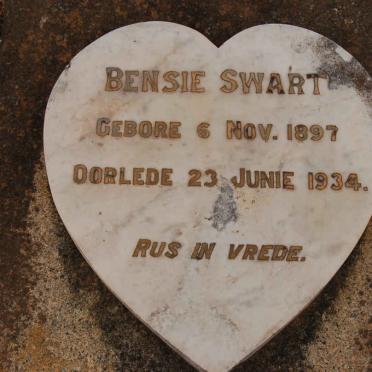 BENSIE SWART
GEBORE 6 NOV. 1897
OORLEDE 23 JUNIE 1934.
RUS IN VREDE.